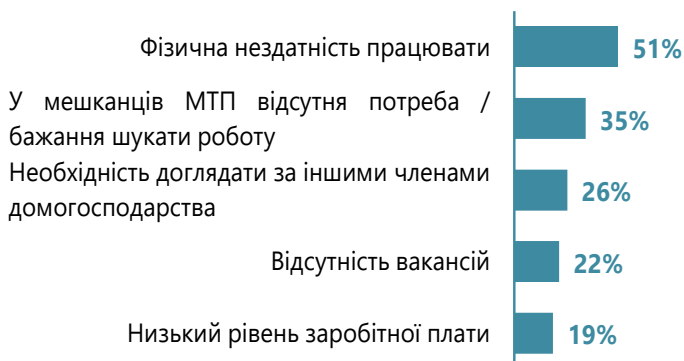 Фізична нездатність працювати 51%
У мешканців МТП відсутня потреба /
бажання шукати роботу 35%
Необхідність доглядати за іншими членами
домогосподарства 26%
Відсутність вакансій 22%
Низький рівень заробітної плати 19%